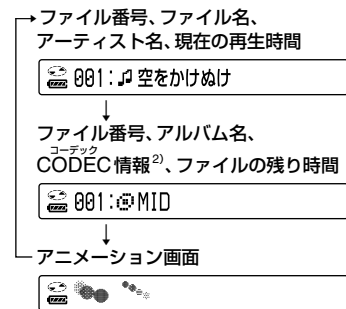 ファイル番号、ファイル名、
アーティスト名、現在の再生時間
001:♫空をかけぬけ
ファイル番号、アルバム名、
コーデック
CODEC情報2)、ファイルの残り時間
001:MID
アニメーション画面